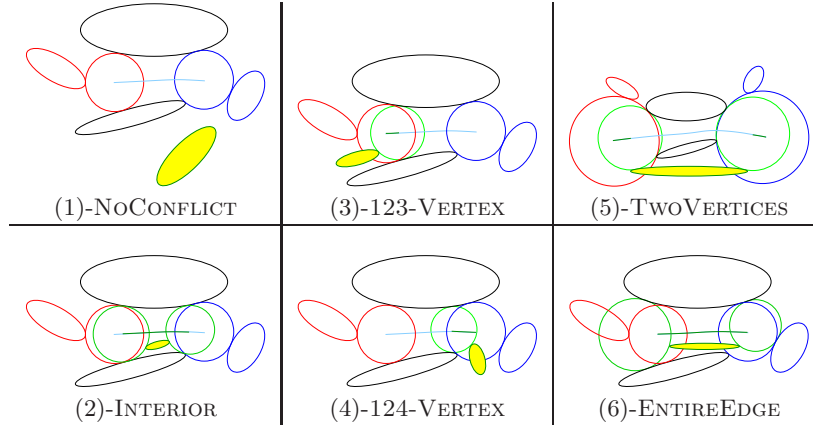 (1)-NoConflict
(3)-123-Vertex
(5)-TwoVertices
(2)-Interior
(4)-124-Vertex
(6)-EntireEdge